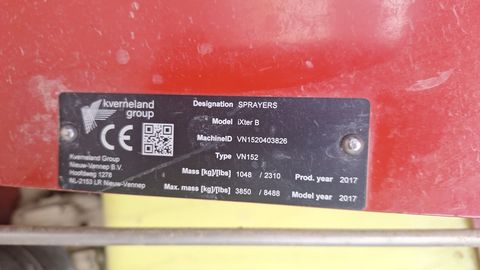 kverneland
group
CE
Kverneland Group
Nieuw-Vennep B.V.
Hoofdweg 1278
NL-2153 LR Nieuw-Vennep
Designation SPRAYERS
Model iXter B
MachineID VN1520403826
Type VN152
Mass [kg]/[lbs] 1048 / 2310 Prod. year 2017
Max. mass [kg]/[lbs] 3850 / 8488 Model year 2017